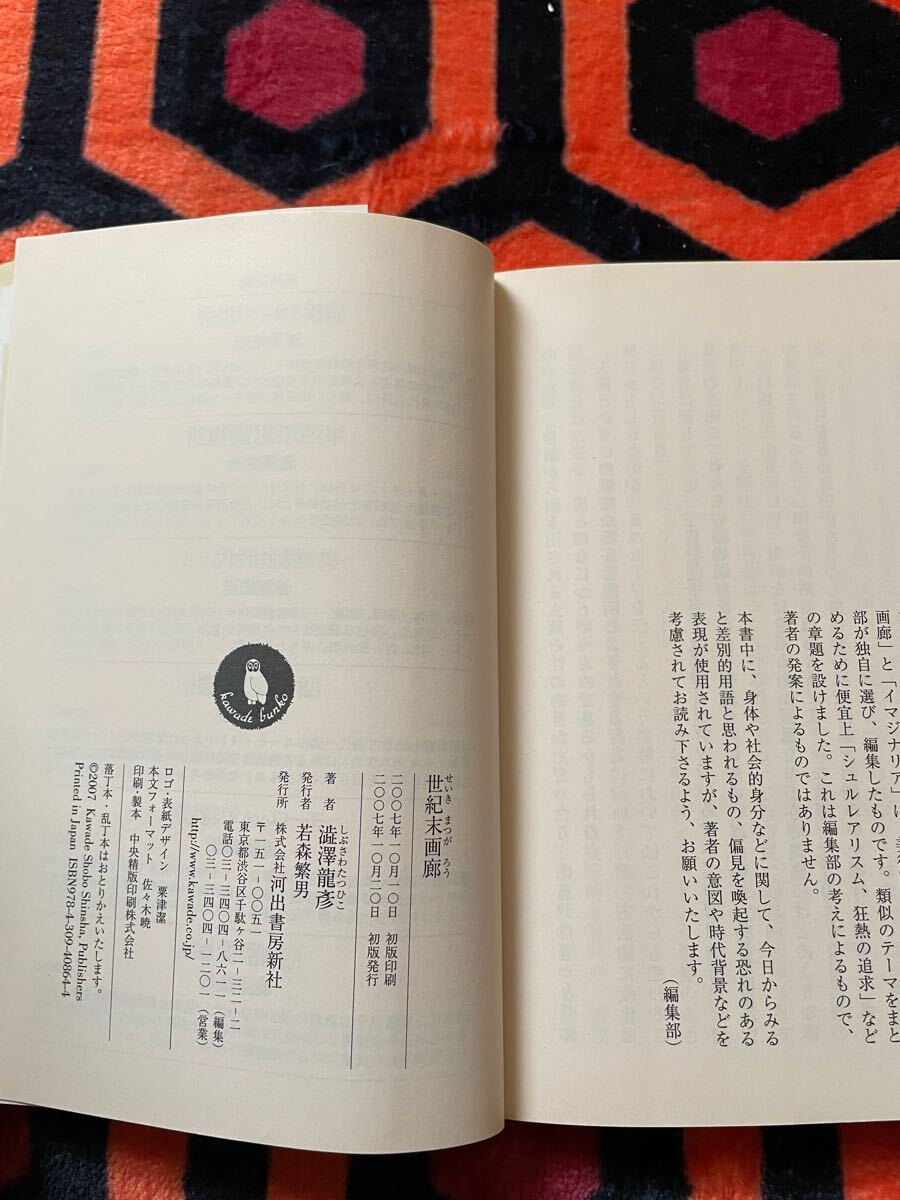 画廊」と「イマジナリア」は、
部が独自に選び、編集したものです。類似のテーマをまと
めるために便宜上「シュルレアリスム、狂熱の追求」など
の章題を設けました。これは編集部の考えによるもので、
著者の発案によるものではありません。
本書中に、身体や社会的身分などに関して、今日からみる
と差別的用語と思われるもの、偏見を喚起する恐れのある
表現が使用されていますが、著者の意図や時代背景などを
考慮されてお読み下さるよう、お願いいたします。
（編集部）
kawade bunko
せいき まつが ろう
世紀末画廊
二〇〇七年一〇月一〇日 初版印刷
二〇〇七年一〇月二〇日 初版発行
しぶさわたつひこ
著者 澁澤龍彦
発行者 若森繁男
発行所 株式会社河出書房新社
〒一五一-〇〇五一
東京都渋谷区千駄ヶ谷二-三二-二
電話〇三-三四〇四-八六一一（編集）
〇三-三四〇四-一二〇一（営業）
http://www.kawade.co.jp/
ロゴ・表紙デザイン 粟津潔
本文フォーマット 佐々木暁
印刷・製本 中央精版印刷株式会社
落丁本・乱丁本はおとりかえいたします。
©2007 Kawade Shobo Shinsha, Publishers
Printed in Japan ISBN978-4-309-40864-4